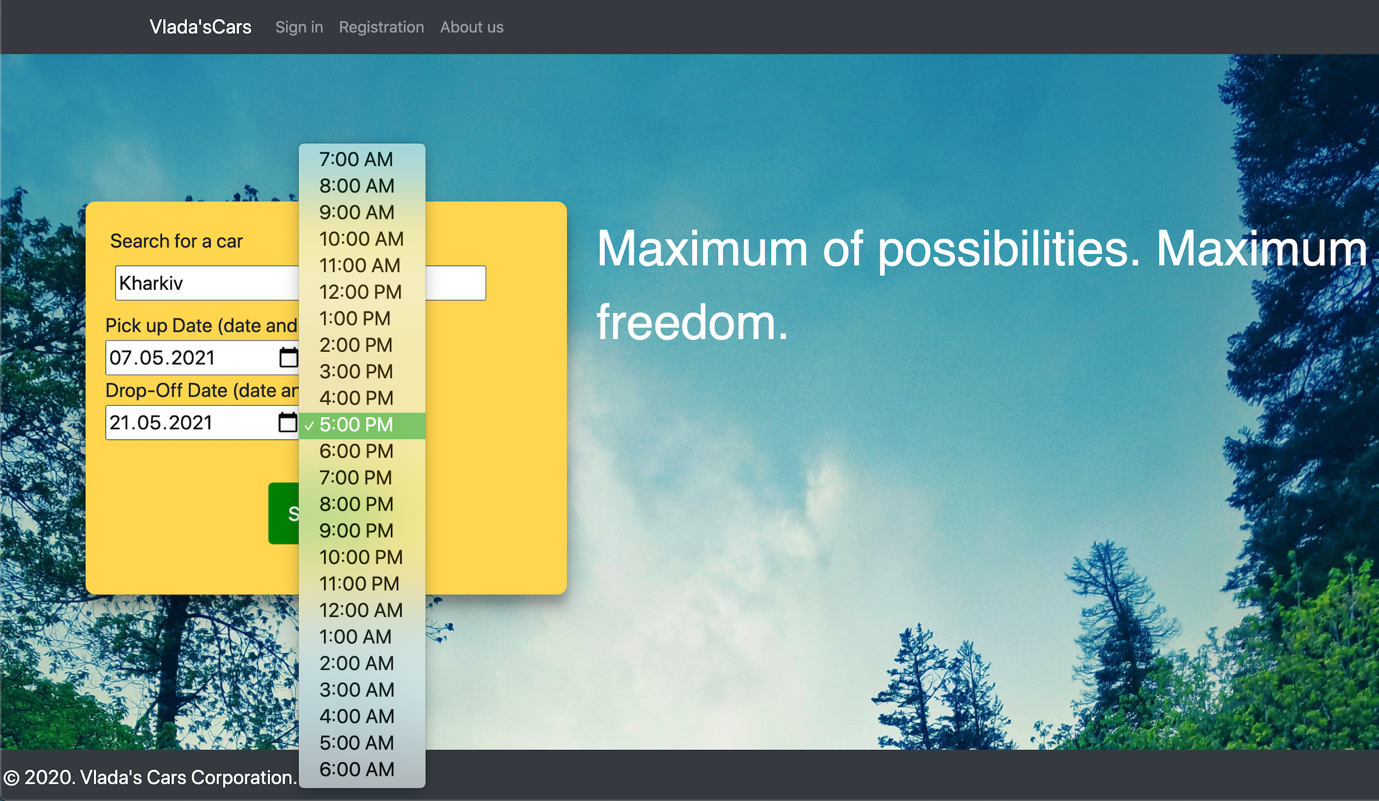 Vlada'sCars Sign in Registration About us
Search for a car
Kharkiv
Pick up Date (date and
07.05.2021
Drop-Off Date (date
21.05.2021
7:00 AM
8:00 AM
9:00 AM
10:00 AM
11:00 AM
12:00 PM
1:00 PM
2:00 PM
3:00 PM
4:00 PM
✓ 5:00 PM
6:00 PM
7:00 PM
8:00 PM
9:00 PM
10:00 PM
11:00 PM
12:00 AM
1:00 AM
2:00 AM
3:00 AM
4:00 AM
5:00 AM
6:00 AM
Maximum of possibilities. Maximum
freedom.
© 2020. Vlada's Cars Corporation.